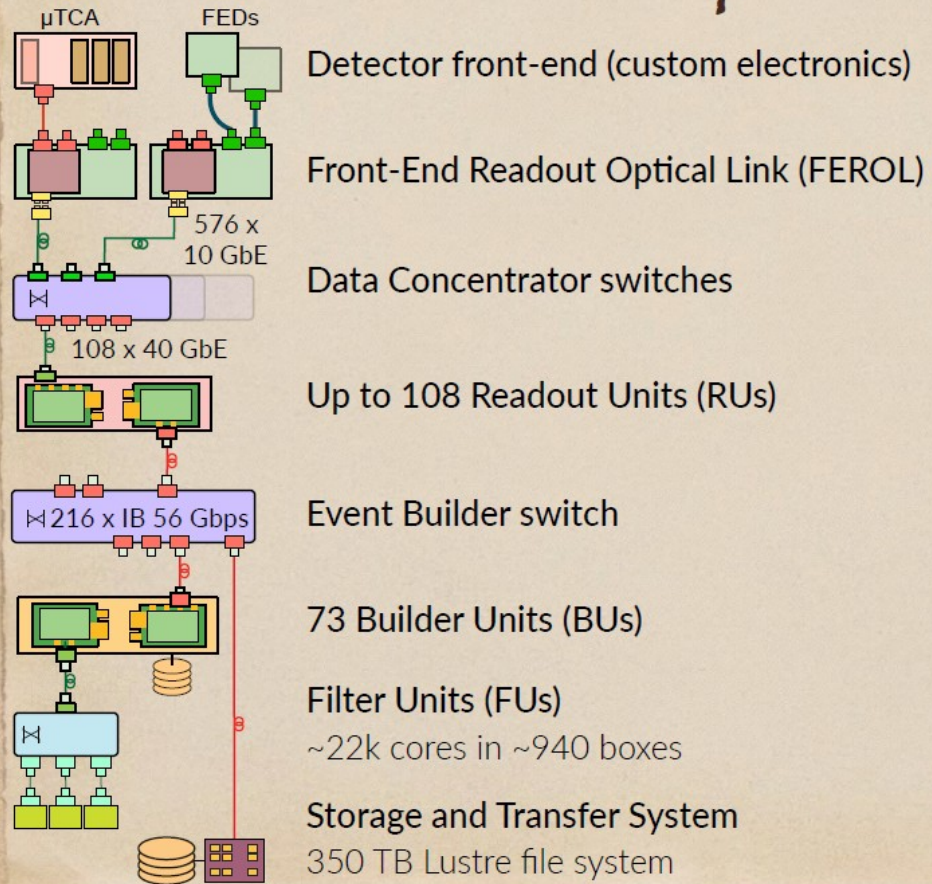 µTCA FEDs
Detector front-end (custom electronics)
Front-End Readout Optical Link (FEROL)
576 x
10 GbE
Data Concentrator switches
108 x 40 GbE
Up to 108 Readout Units (RUs)
216 x IB 56 Gbps
Event Builder switch
73 Builder Units (BUs)
Filter Units (FUs)
~22k cores in ~940 boxes
Storage and Transfer System
350 TB Lustre file system